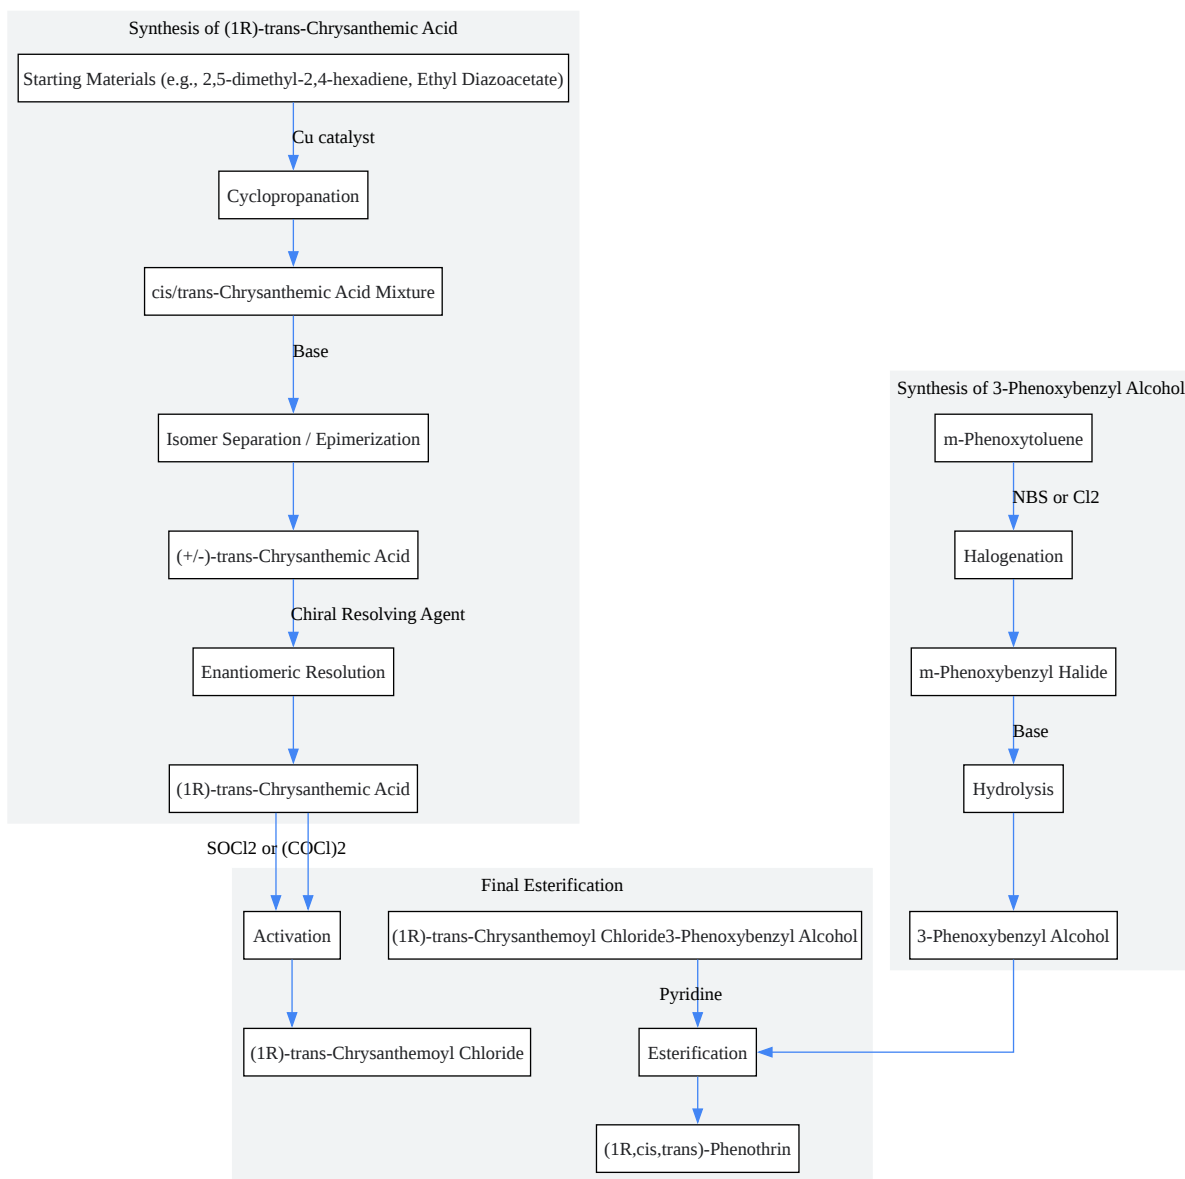 Synthesis of (1R)-trans-Chrysanthemic Acid
Starting Materials (e.g., 2,5-dimethyl-2,4-hexadiene, Ethyl Diazoacetate)
Cu catalyst
Cyclopropanation
cis/trans-Chrysanthemic Acid Mixture
Base
Isomer Separation / Epimerization
(+/-)-trans-Chrysanthemic Acid
Chiral Resolving Agent
Enantiomeric Resolution
(1R)-trans-Chrysanthemic Acid
SOCl2 or (COCl)2
Synthesis of 3-Phenoxybenzyl Alcohol
m-Phenoxytoluene
NBS or Cl2
Halogenation
m-Phenoxybenzyl Halide
Base
Hydrolysis
3-Phenoxybenzyl Alcohol
Final Esterification
Activation
(1R)-trans-Chrysanthemoyl Chloride
(1R)-trans-Chrysanthemoyl Chloride3-Phenoxybenzyl Alcohol
Pyridine
Esterification
(1R,cis,trans)-Phenothrin